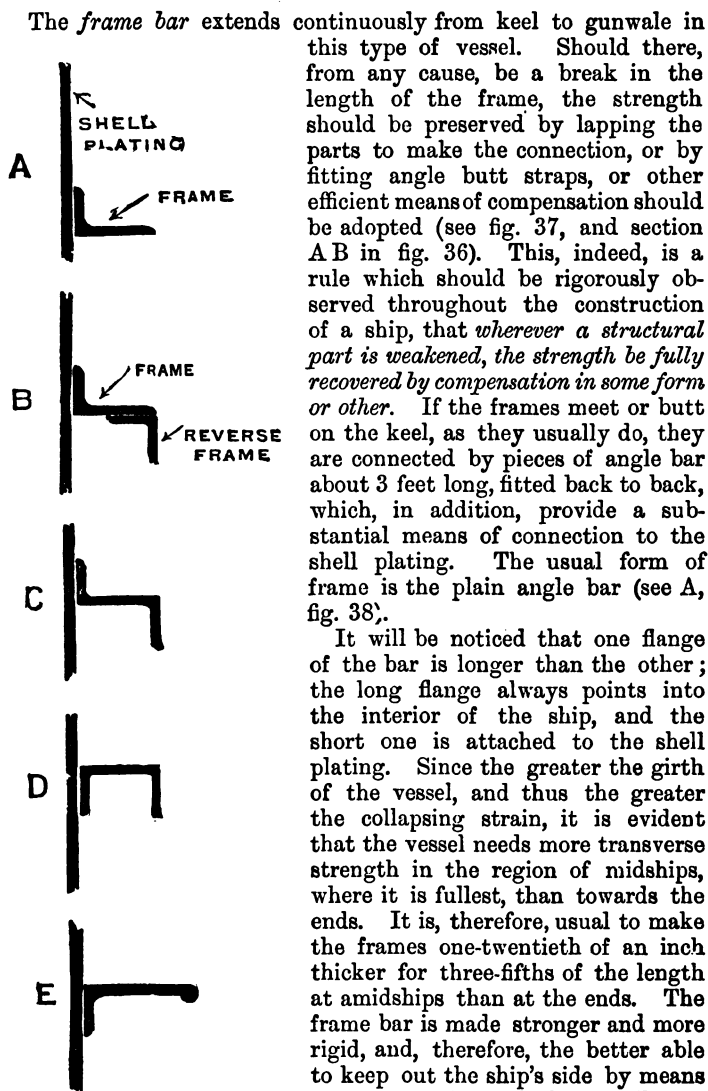 The frame bar extends continuously from keel to gunwale in
this type of vessel. Should there,
from any cause, be a break in the
length of the frame, the strength
should be preserved by lapping the
parts to make the connection, or by
fitting angle butt straps, or other
efficient means of compensation should
be adopted (see fig. 37, and section
A B in fig. 36). This, indeed, is a
rule which should be rigorously ob-
served throughout the construction
of a ship, that wherever a structural
part is weakened, the strength be fully
recovered by compensation in some form
or other. If the frames meet or butt
on the keel, as they usually do, they
are connected by pieces of angle bar
about 3 feet long, fitted back to back,
which, in addition, provide a sub-
stantial means of connection to the
shell plating. The usual form of
frame is the plain angle bar (see A,
fig. 38).
It will be noticed that one flange
of the bar is longer than the other;
the long flange always points into
the interior of the ship, and the
short one is attached to the shell
plating. Since the greater the girth
of the vessel, and thus the greater
the collapsing strain, it is evident
that the vessel needs more transverse
strength in the region of midships,
where it is fullest, than towards the
ends. It is, therefore, usual to make
the frames one-twentieth of an inch
thicker for three-fifths of the length
at amidships than at the ends. The
frame bar is made stronger and more
rigid, and, therefore, the better able
to keep out the ship's side by means
A
SHELL
PLATING
FRAME
B
FRAME
REVERSE
FRAME
C
D
E